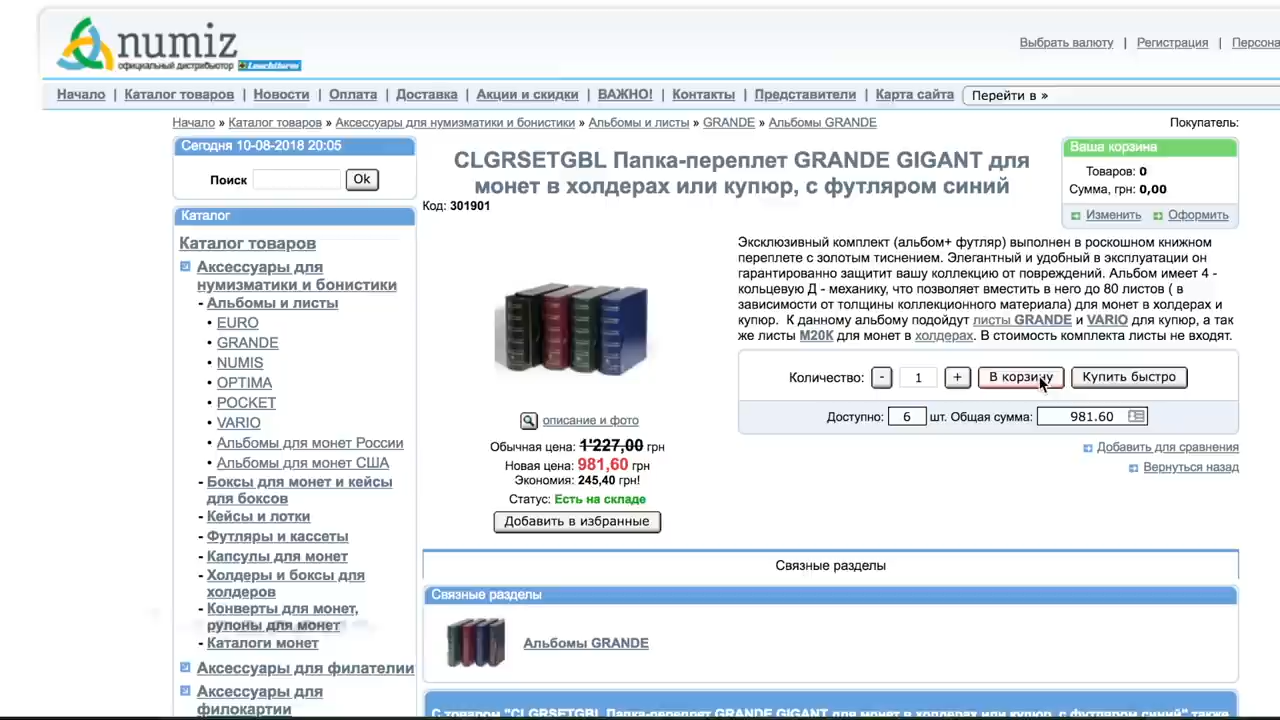 numiz
официальный дистрибьютор Leuchtturm
Выбрать валюту | Регистрация | Персона
Начало | Каталог товаров | Новости | Оплата | Доставка | Акции и скидки | ВАЖНО! | Контакты | Представители | Карта сайта
Перейти в »
Начало » Каталог товаров » Аксессуары для нумизматики и бонистики » Альбомы и листы » GRANDE » Альбомы GRANDE
Покупатель:
Сегодня 10-08-2018 20:05
Поиск Ok
Каталог
Каталог товаров
Аксессуары для
нумизматики и бонистики
- Альбомы и листы
• EURO
• GRANDE
• NUMIS
• OPTIMA
• POCKET
• VARIO
• Альбомы для монет России
• Альбомы для монет США
- Боксы для монет и кейсы
для боксов
- Кейсы и лотки
- Футляры и кассеты
- Капсулы для монет
- Холдеры и боксы для
холдеров
- Конверты для монет,
рулоны для монет
- Каталоги монет
Аксессуары для филателии
Аксессуары для
филокартии
CLGRSETGBL Папка-переплет GRANDE GIGANT для
монет в холдерах или купюр, с футляром синий
Код: 301901
описание и фото
Обычная цена: 1'227,00 грн
Новая цена: 981,60 грн
Экономия: 245,40 грн!
Статус: Есть на складе
Добавить в избранные
Эксклюзивный комплект (альбом+ футляр) выполнен в роскошном книжном
переплете с золотым тиснением. Элегантный и удобный в эксплуатации он
гарантированно защитит вашу коллекцию от повреждений. Альбом имеет 4 -
кольцевую Д - механику, что позволяет вместить в него до 80 листов ( в
зависимости от толщины коллекционного материала) для монет в холдерах и
купюр. К данному альбому подойдут листы GRANDE и VARIO для купюр, а так
же листы M20K для монет в холдерах. В стоимость комплекта листы не входят.
Количество: - 1 + В корзину Купить быстро
Доступно: 6 шт. Общая сумма: 981.60
Добавить для сравнения
Вернуться назад
Ваша корзина
Товаров: 0
Сумма, грн: 0,00
Изменить Оформить
Связные разделы
Связные разделы
Альбомы GRANDE
С товаром "CLGRSETGBL Папка-переплет GRANDE GIGANT для монет в холдерах или купюр, с футляром синий" также